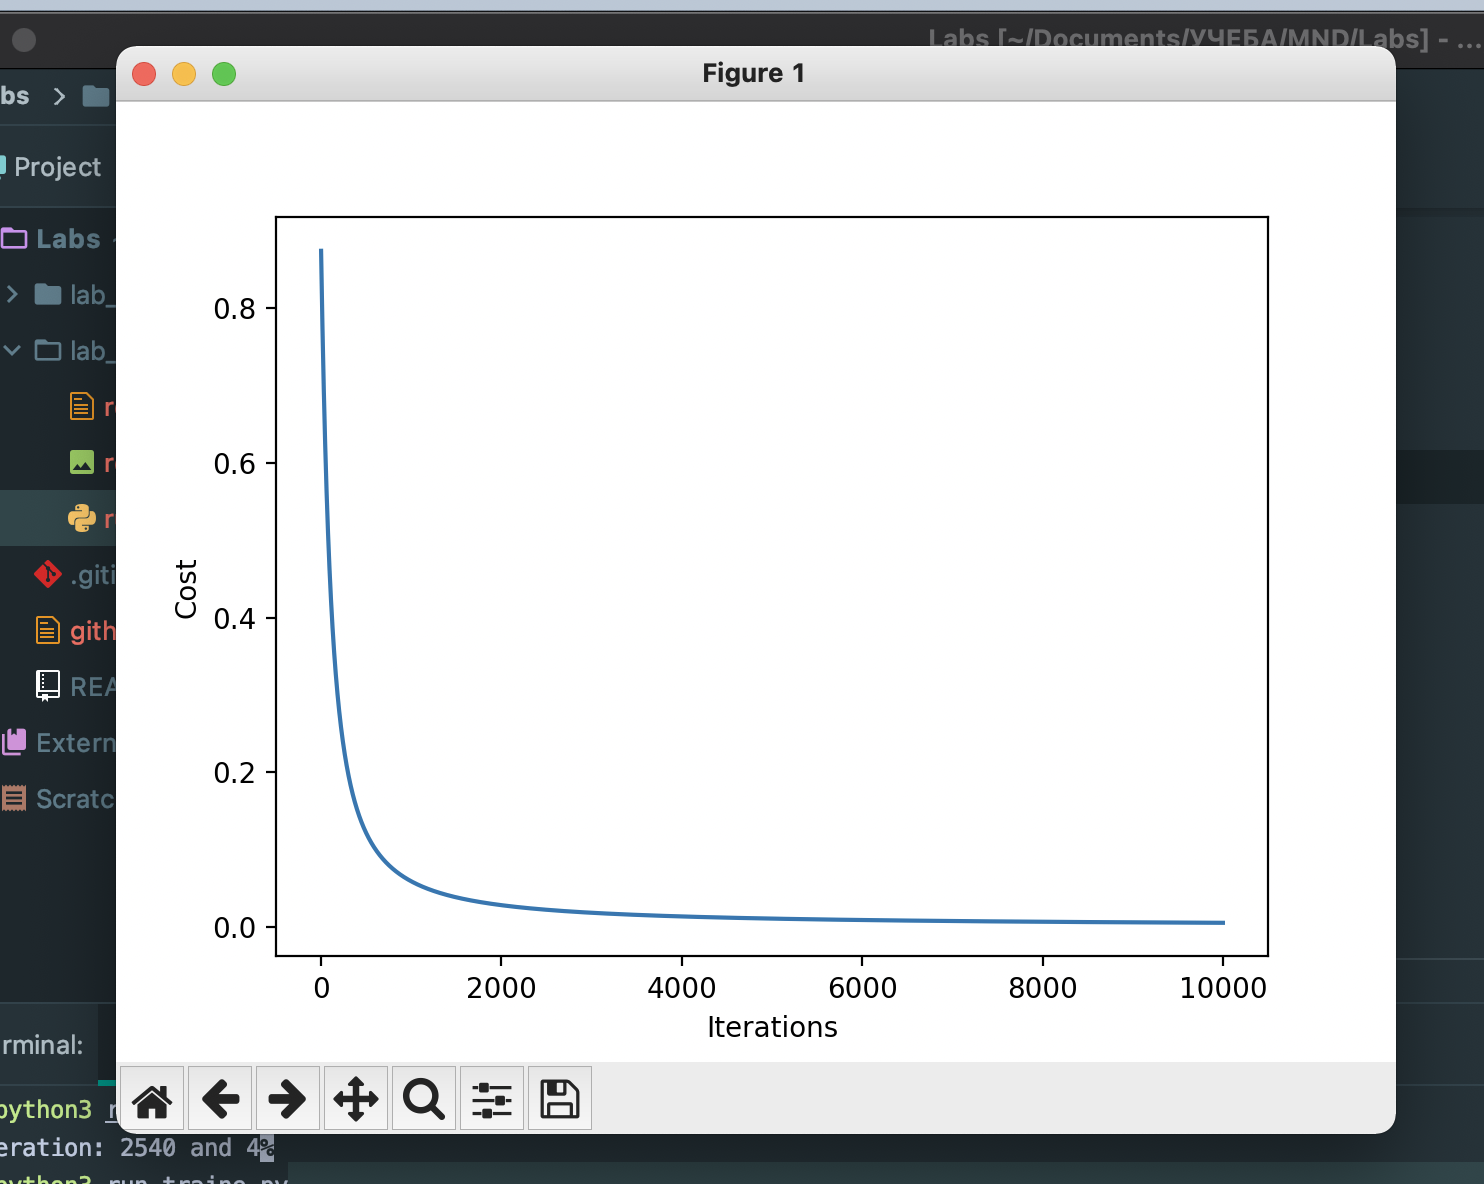 Labs [~/Documents/УЧЕБА/MND/Labs] - ...
Figure 1
bs
Project
Labs
lab_
lab_
r
r
r
.giti
gith
REA
Extern
Scratc
0.8
0.6
0.4
0.2
0.0
Cost
0 2000 4000 6000 8000 10000
Iterations
rminal:
python3
eration: 2540 and 4%
python3 run traine.py